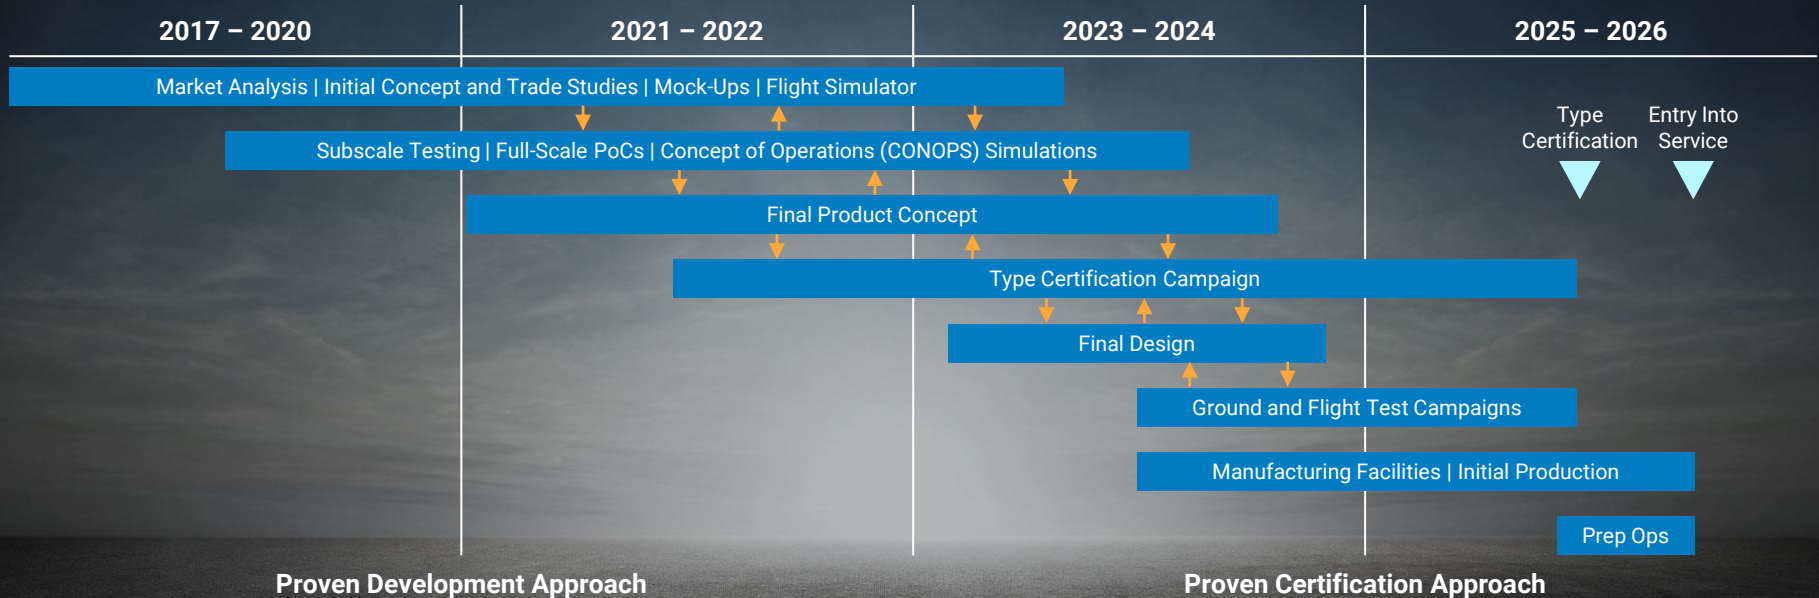 2017 – 2020
2021 – 2022
2023 – 2024
2025 – 2026
Market Analysis | Initial Concept and Trade Studies | Mock-Ups | Flight Simulator
Type
Certification
Entry Into
Service
Subscale Testing | Full-Scale PoCs | Concept of Operations (CONOPS) Simulations
Final Product Concept
Type Certification Campaign
Final Design
Ground and Flight Test Campaigns
Manufacturing Facilities | Initial Production
Prep Ops
Proven Development Approach
Proven Certification Approach